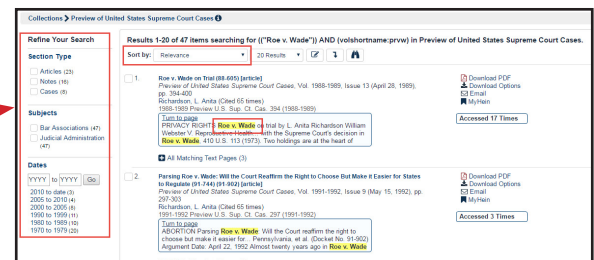 Collections > Preview of United States Supreme Court Cases
Refine Your Search
Section Type
Articles (23)
Notes (16)
Cases (8)
Subjects
Bar Associations (47)
Judicial Administration
(47)
Dates
YYYY to YYYY Go
2010 to date (3)
2005 to 2010 (4)
2000 to 2005 (6)
1990 to 1999 (11)
1980 to 1989 (10)
1970 to 1979 (20)
Results 1-20 of 47 items searching for (("Roe v. Wade")) AND (volshortname:prvw) in Preview of United States Supreme Court Cases.
Sort by: Relevance 20 Results
1. Roe v. Wade on Trial (88-605) [article]
Preview of United States Supreme Court Cases, Vol. 1988-1989, Issue 13 (April 28, 1989),
pp. 394-400
Richardson, L. Anita (Cited 65 times)
1988-1989 Preview U.S. Sup. Ct. Cas. 394 (1988-1989)
Turn to page
PRIVACY RIGHTS Roe v. Wade on trial by L. Anita Richardson William
Webster V. Reproductive Health... with the Supreme Court's decision in
Roe v. Wade, 410 U.S. 113 (1973). Two holdings are at the heart of
All Matching Text Pages (3)
Download PDF
Download Options
Email
MyHein
Accessed 17 Times
2. Parsing Roe v. Wade: Will the Court Reaffirm the Right to Choose But Make it Easier for States
to Regulate (91-744) (91-902) [article]
Preview of United States Supreme Court Cases, Vol. 1991-1992, Issue 9 (May 15, 1992), pp.
297-303
Richardson, L. Anita (Cited 65 times)
1991-1992 Preview U.S. Sup. Ct. Cas. 297 (1991-1992)
Turn to page
ABORTION Parsing Roe v. Wade: Will the Court reaffirm the right to
choose but make it easier for... Pennsylvania, et al. (Docket No. 91-902)
Argument Date: April 22, 1992 Almost twenty years ago in Roe v. Wade
Download PDF
Download Options
Email
MyHein
Accessed 3 Times